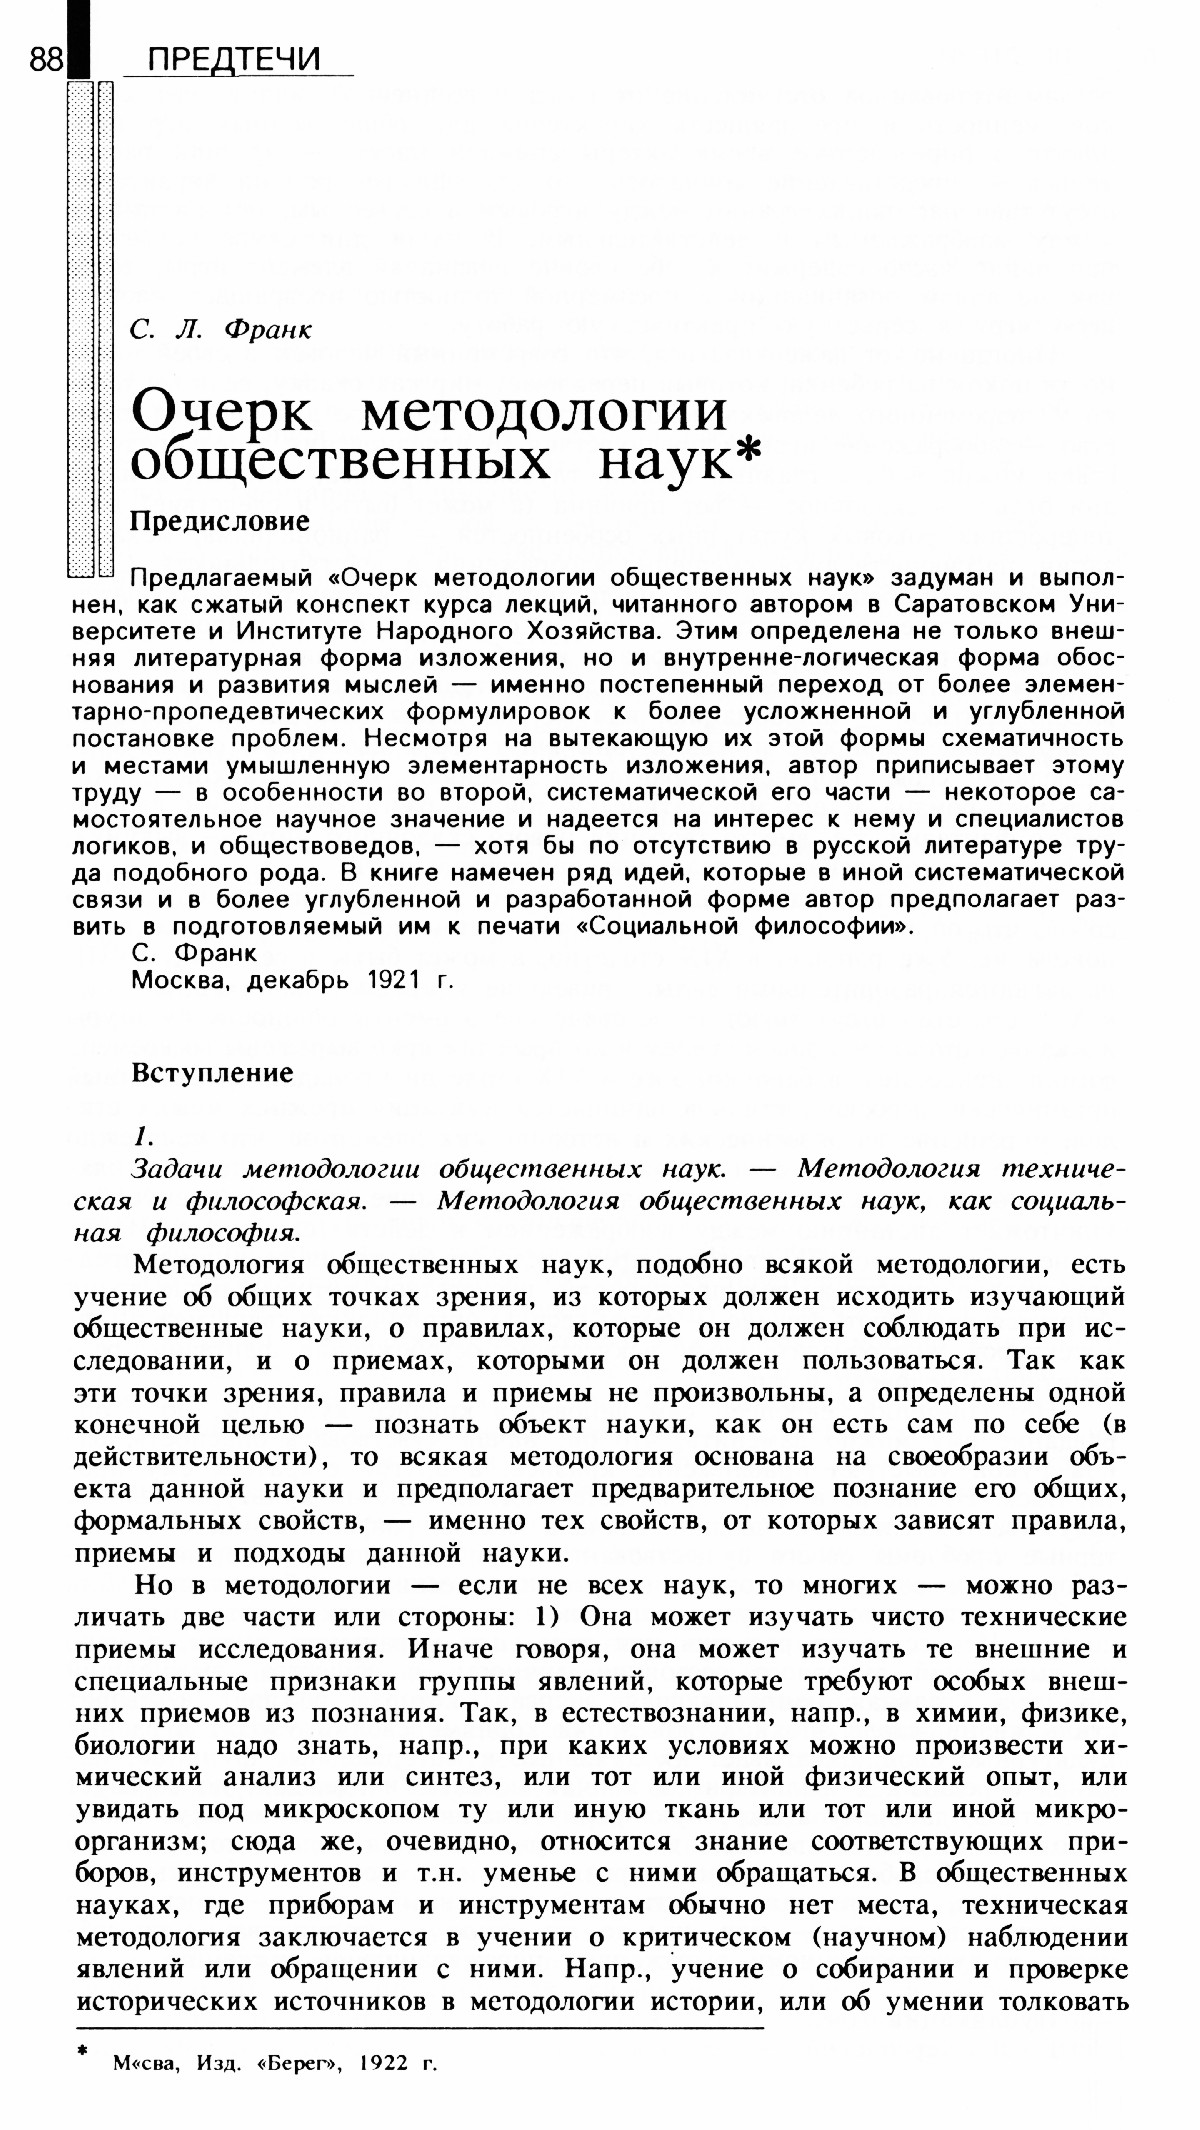 88 ПРЕДТЕЧИ
С. Л. Франк
Очерк методологии
общественных наук*
Предисловие
Предлагаемый «Очерк методологии общественных наук» задуман и выпол-
нен, как сжатый конспект курса лекций, читанного автором в Саратовском Уни-
верситете и Институте Народного Хозяйства. Этим определена не только внеш-
няя литературная форма изложения, но и внутренне-логическая форма обос-
нования и развития мыслей — именно постепенный переход от более элемен-
тарно-пропедевтических формулировок к более усложненной и углубленной
постановке проблем. Несмотря на вытекающую их этой формы схематичность
и местами умышленную элементарность изложения, автор приписывает этому
труду — в особенности во второй, систематической его части — некоторое са-
мостоятельное научное значение и надеется на интерес к нему и специалистов
логиков, и обществоведов, — хотя бы по отсутствию в русской литературе тру-
да подобного рода. В книге намечен ряд идей, которые в иной систематической
связи и в более углубленной и разработанной форме автор предполагает раз-
вить в подготовляемый им к печати «Социальной философии».
С. Франк
Москва, декабрь 1921 г.
Вступление
1.
Задачи методологии общественных наук. — Методология техниче-
ская и философская. — Методология общественных наук, как социаль-
ная философия.
Методология общественных наук, подобно всякой методологии, есть
учение об общих точках зрения, из которых должен исходить изучающий
общественные науки, о правилах, которые он должен соблюдать при ис-
следовании, и о приемах, которыми он должен пользоваться. Так как
эти точки зрения, правила и приемы не произвольны, а определены одной
конечной целью — познать объект науки, как он есть сам по себе (в
действительности), то всякая методология основана на своеобразии объ-
екта данной науки и предполагает предварительное познание его общих,
формальных свойств, — именно тех свойств, от которых зависят правила,
приемы и подходы данной науки.
Но в методологии — если не всех наук, то многих — можно раз-
личать две части или стороны: 1) Она может изучать чисто технические
приемы исследования. Иначе говоря, она может изучать те внешние и
специальные признаки группы явлений, которые требуют особых внеш-
них приемов из познания. Так, в естествознании, напр., в химии, физике,
биологии надо знать, напр., при каких условиях можно произвести хи-
мический анализ или синтез, или тот или иной физический опыт, или
увидать под микроскопом ту или иную ткань или тот или иной микро-
организм; сюда же, очевидно, относится знание соответствующих при-
боров, инструментов и т.н. уменье с ними обращаться. В общественных
науках, где приборам и инструментам обычно нет места, техническая
методология заключается в учении о критическом (научном) наблюдении
явлений или обращении с ними. Напр., учение о собирании и проверке
исторических источников в методологии истории, или об умении толковать
* М«сва, Изд. «Берег», 1922 г.